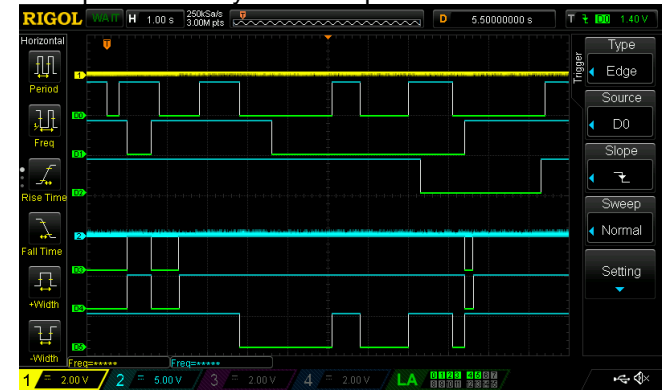 RIGOL WAIT H 1.00 s 250kSa/s 3.00M pts D 5.50000000 s T D0 1.40 V
Horizontal
Period
Freq
Rise Time
Fall Time
+Width
-Width
T
1
D0
D1
D2
2
D3
D4
D5
Trigger
Type
Edge
Source
D0
Slope
Sweep
Normal
Setting
Freq=***** Freq=*****
1 = 2.00 V 2 = 5.00 V 3 = 2.00 V 4 = 2.00 V LA